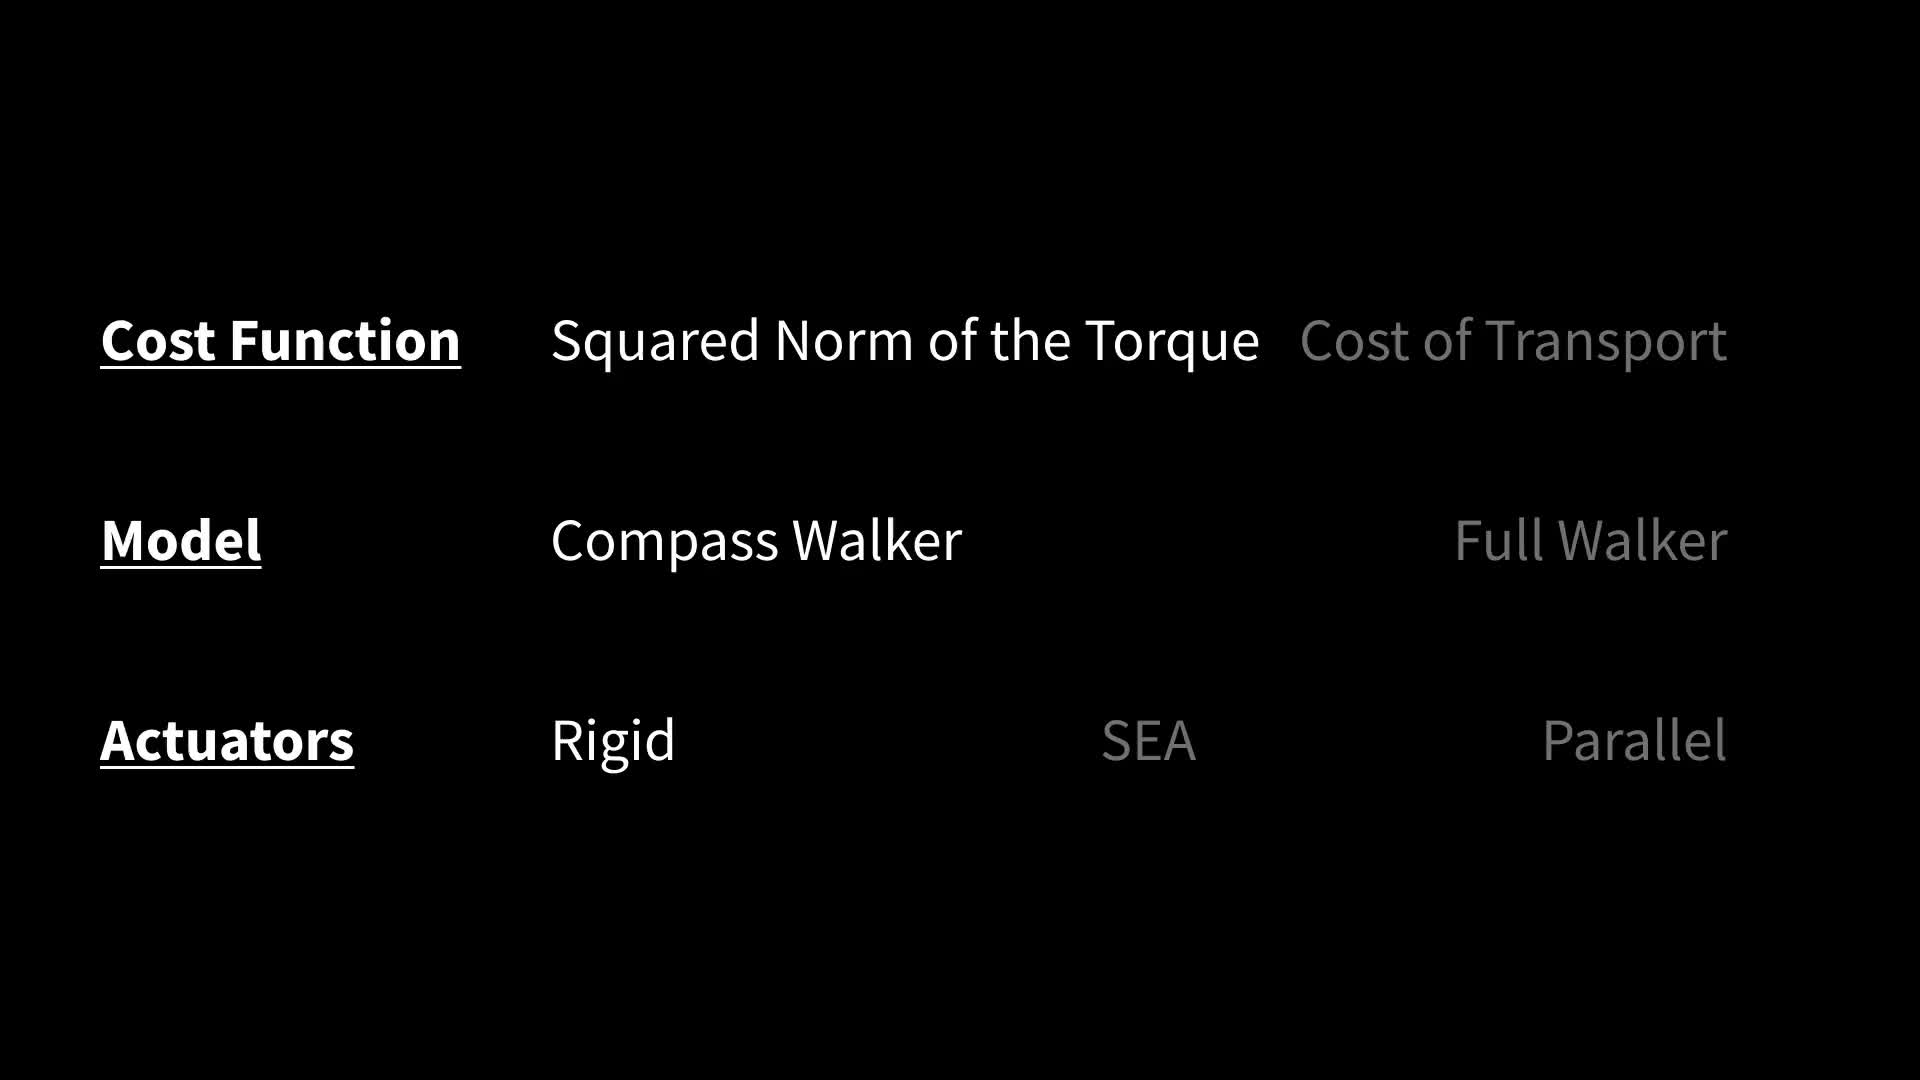 Cost Function Squared Norm of the Torque Cost of Transport
Model Compass Walker Full Walker
Actuators Rigid SEA Parallel